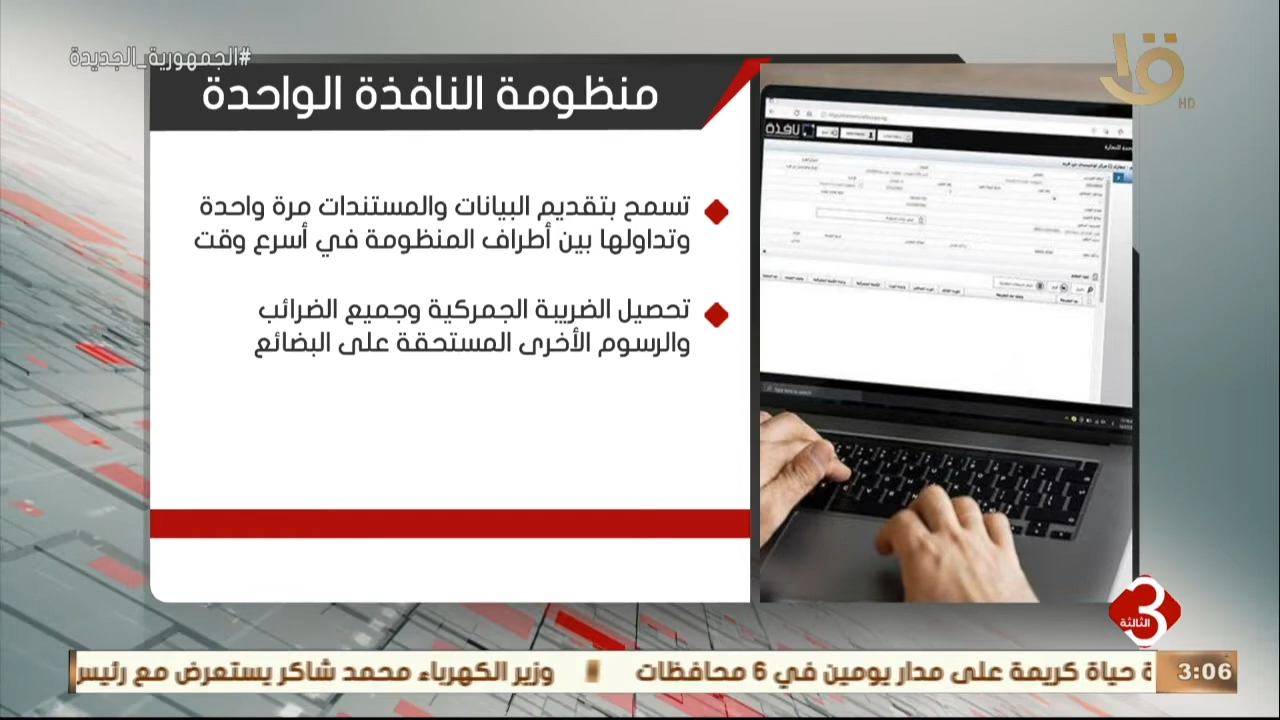 #الجمهورية_الجديدة
HD
منظومة النافذة الواحدة
تسمح بتقديم البيانات والمستندات مرة واحدة
وتداولها بين أطراف المنظومة في أسرع وقت
تحصيل الضريبة الجمركية وجميع الضرائب
والرسوم الأخرى المستحقة على البضائع
نافذة
3
الثالثة
ة حياة كريمة على مدار يومين في 6 محافظات
وزير الكهرباء محمد شاكر يستعرض مع رئيس
3:06